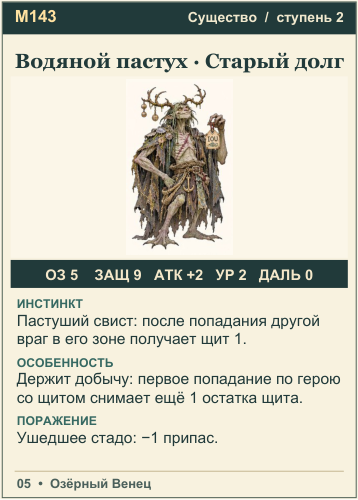 M143
Существо / ступень 2
Водяной пастух · Старый долг
IOU
ОЗ 5 ЗАЩ 9 АТК +2 УР 2 ДАЛЬ 0
ИНСТИНКТ
Пастуший свист: после попадания другой
враг в его зоне получает щит 1.
ОСОБЕННОСТЬ
Держит добычу: первое попадание по герою
со щитом снимает ещё 1 остатка щита.
ПОРАЖЕНИЕ
Ушедшее стадо: −1 припас.
05 • Озёрный Венец